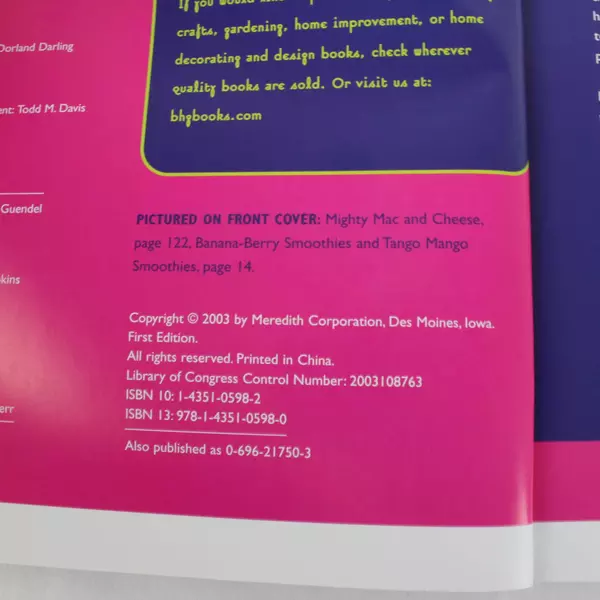 Dorland Darling
Todd M. Davis
Guendel
If you would
crafts, gardening, home improvement, or home
decorating and design books, check wherever
quality books are sold. Or visit us at:
bhgbooks.com
PICTURED ON FRONT COVER: Mighty Mac and Cheese,
page 122, Banana-Berry Smoothies and Tango Mango
Smoothies, page 14.
Copyright © 2003 by Meredith Corporation, Des Moines, Iowa.
First Edition.
All rights reserved. Printed in China.
Library of Congress Control Number: 2003108763
ISBN 10: 1-4351-0598-2
ISBN 13: 978-1-4351-0598-0
Also published as 0-696-21750-3